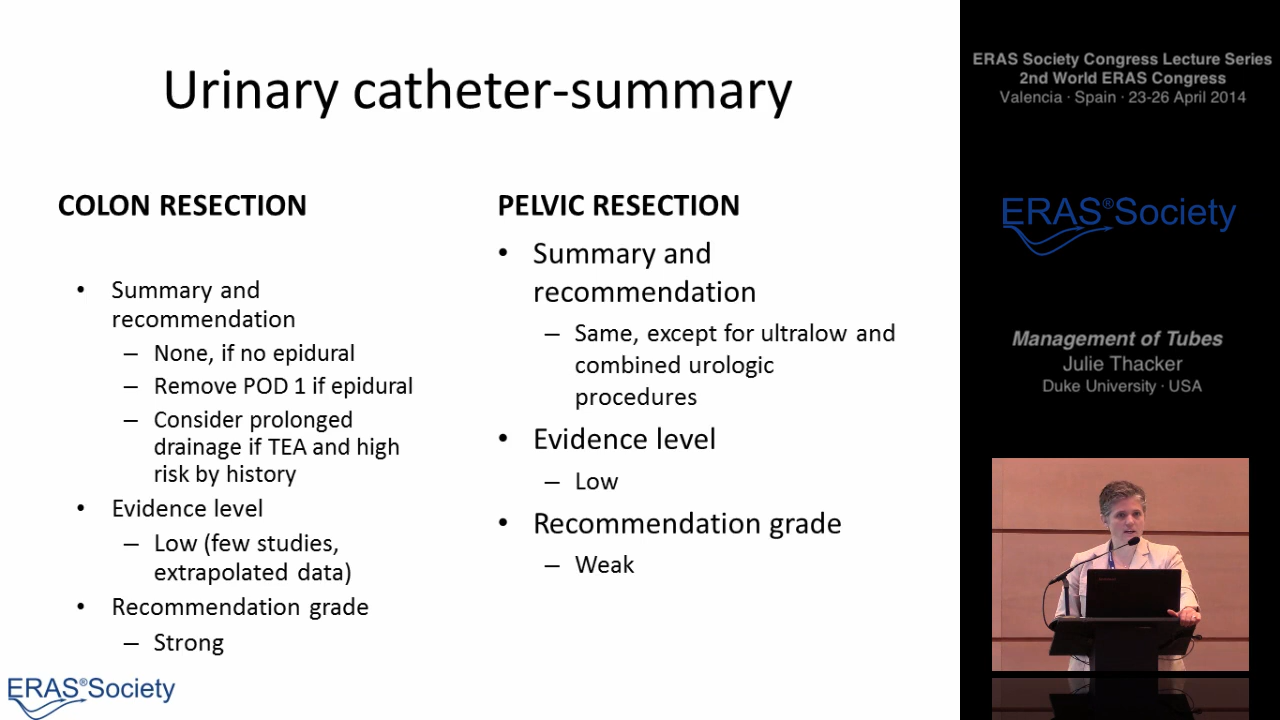 Urinary catheter-summary
COLON RESECTION
• Summary and
recommendation
– None, if no epidural
– Remove POD 1 if epidural
– Consider prolonged
drainage if TEA and high
risk by history
• Evidence level
– Low (few studies,
extrapolated data)
• Recommendation grade
– Strong
PELVIC RESECTION
• Summary and
recommendation
– Same, except for ultralow and
combined urologic
procedures
• Evidence level
– Low
• Recommendation grade
– Weak
ERAS®Society
ERAS Society Congress Lecture Series
2nd World ERAS Congress
Valencia · Spain · 23-26 April 2014
ERAS®Society
Management of Tubes
Julie Thacker
Duke University · USA